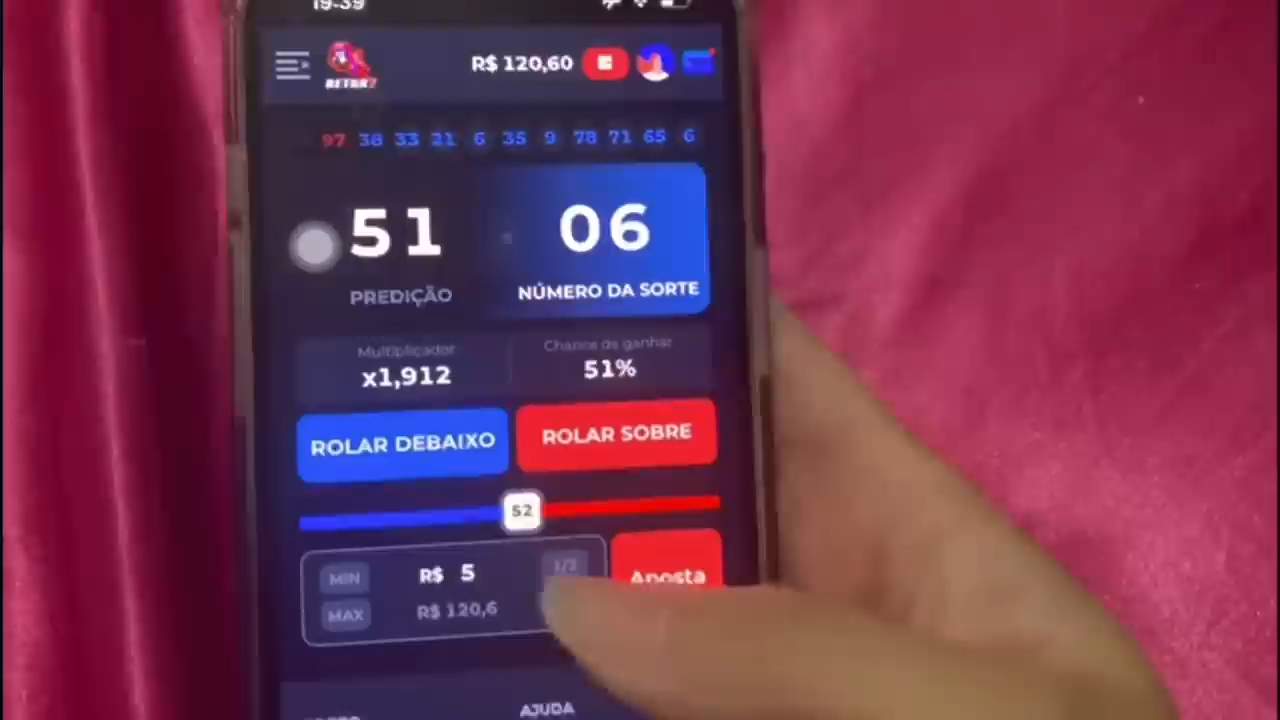 19:39
R$ 120,60
97 38 33 21 6 35 9 78 71 65 6
51
06
PREDIÇÃO
NÚMERO DA SORTE
Multiplicador
Chance de ganhar
x1,912
51%
ROLAR DEBAIXO
ROLAR SOBRE
52
MIN
R$ 5
1/2
Aposta
MAX
R$ 120,6
AJUDA